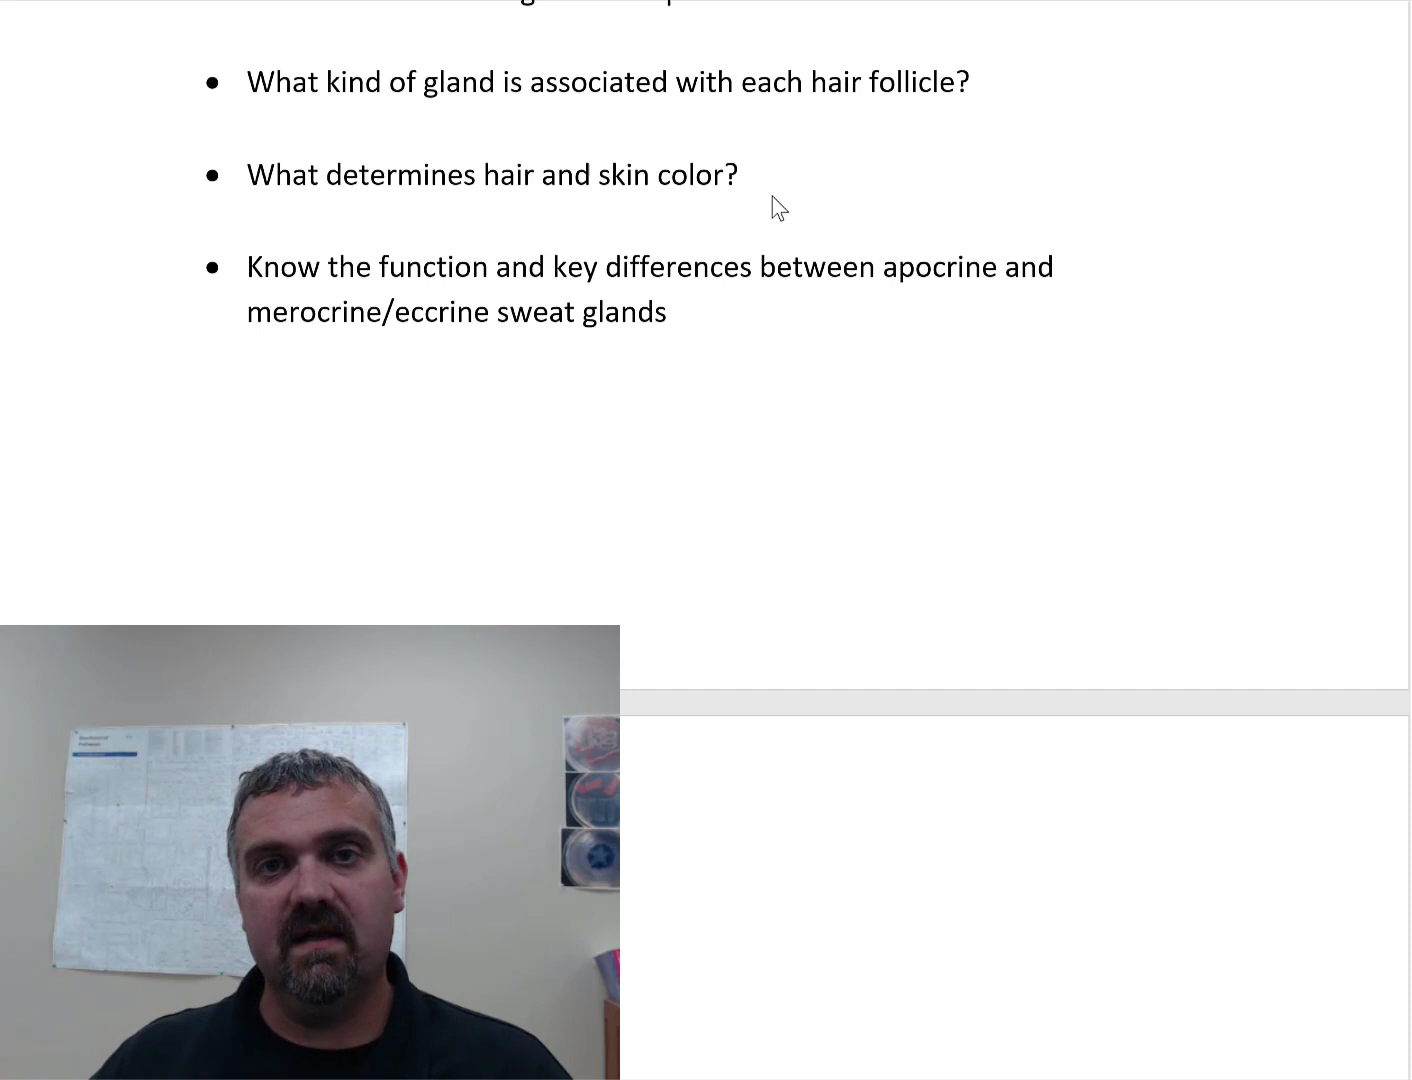 • What kind of gland is associated with each hair follicle?
• What determines hair and skin color?
• Know the function and key differences between apocrine and
merocrine/eccrine sweat glands